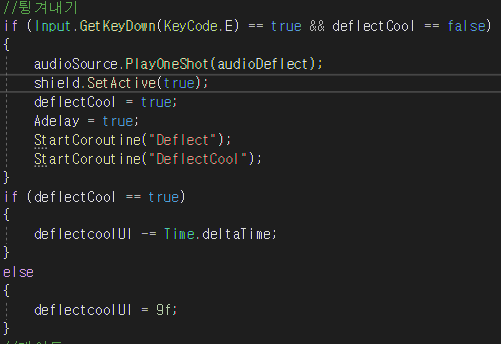 //튕겨내기
if (Input.GetKeyDown(KeyCode.E) == true && deflectCool == false)
{
audioSource.PlayOneShot(audioDeflect);
shield.SetActive(true);
deflectCool = true;
Adelay = true;
StartCoroutine("Deflect");
StartCoroutine("DeflectCool");
}
if (deflectCool == true)
{
deflectcoolUI -= Time.deltaTime;
}
else
{
deflectcoolUI = 9f;
}